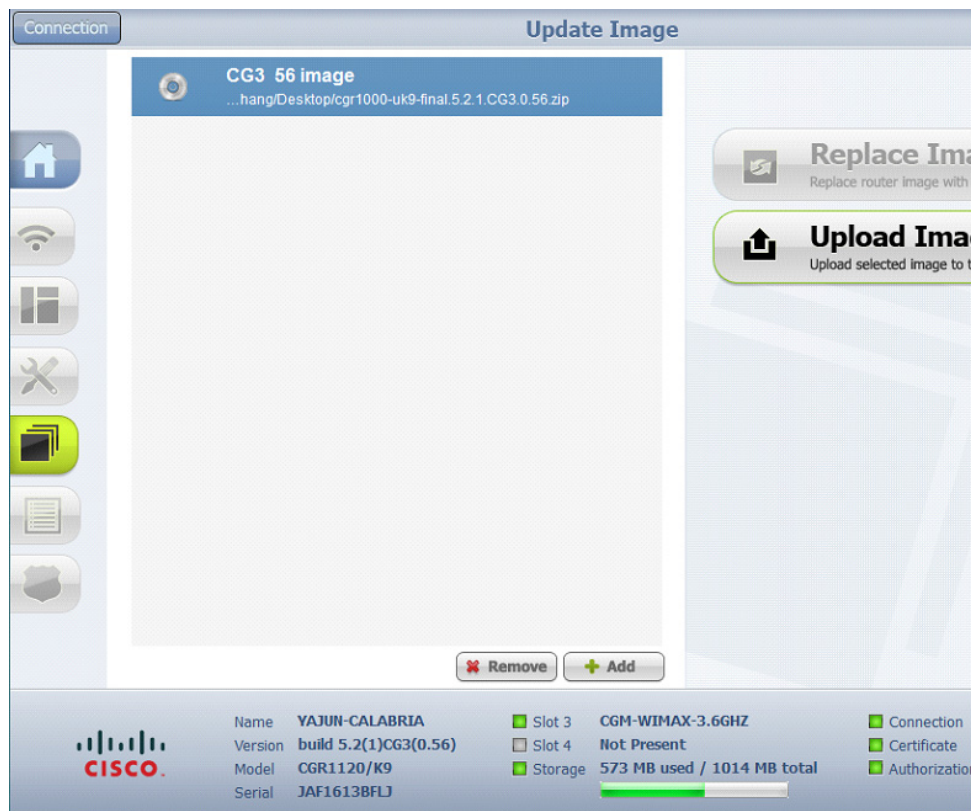 Connection
Update Image
CG3 56 image
...hang/Desktop/cgr1000-uk9-final.5.2.1.CG3.0.56.zip
Replace Ima
Replace router image with
Upload Imag
Upload selected image to t
Remove
Add
Name YAJUN-CALABRIA
Version build 5.2(1)CG3(0.56)
Model CGR1120/K9
Serial JAF1613BFLJ
Slot 3 CGM-WIMAX-3.6GHZ
Slot 4 Not Present
Storage 573 MB used / 1014 MB total
Connection
Certificate
Authorization
CISCO.